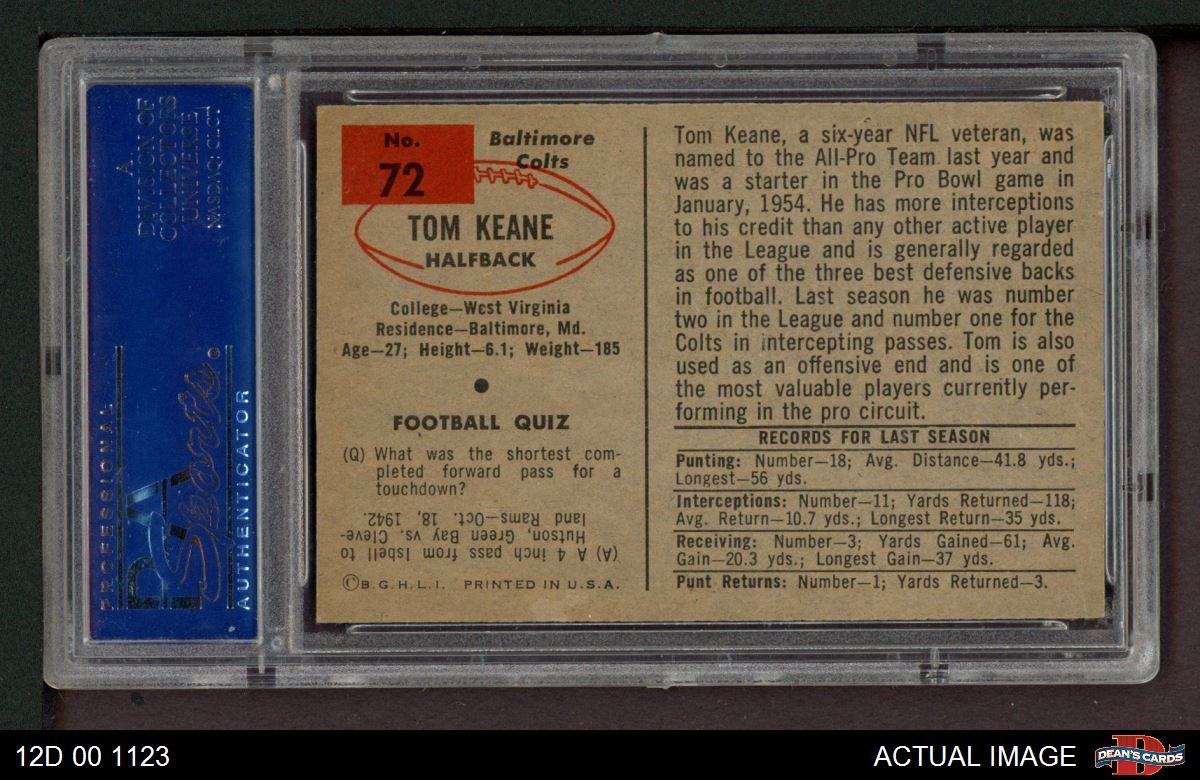 A
DIVISION OF
COLLECTORS
UNIVERSE
NASDAQ: CLCT
PROFESSIONAL
PSA
Sports
AUTHENTICATOR
No.
72
Baltimore
Colts
TOM KEANE
HALFBACK
College—West Virginia
Residence—Baltimore, Md.
Age—27; Height—6.1; Weight—185
FOOTBALL QUIZ
(Q) What was the shortest com-
pleted forward pass for a
touchdown?
(A) A 4 inch pass from Isbell to
Hutson, Green Bay vs. Cleve-
land Rams—Oct. 18, 1942.
©B.G.H.L.I. PRINTED IN U.S.A.
Tom Keane, a six-year NFL veteran, was
named to the All-Pro Team last year and
was a starter in the Pro Bowl game in
January, 1954. He has more interceptions
to his credit than any other active player
in the League and is generally regarded
as one of the three best defensive backs
in football. Last season he was number
two in the League and number one for the
Colts in intercepting passes. Tom is also
used as an offensive end and is one of
the most valuable players currently per-
forming in the pro circuit.
RECORDS FOR LAST SEASON
Punting: Number—18; Avg. Distance—41.8 yds.;
Longest—56 yds.
Interceptions: Number—11; Yards Returned—118;
Avg. Return—10.7 yds.; Longest Return—35 yds.
Receiving: Number—3; Yards Gained—61; Avg.
Gain—20.3 yds.; Longest Gain—37 yds.
Punt Returns: Number—1; Yards Returned—3.
12D 00 1123
ACTUAL IMAGE
DEAN'S CARDS